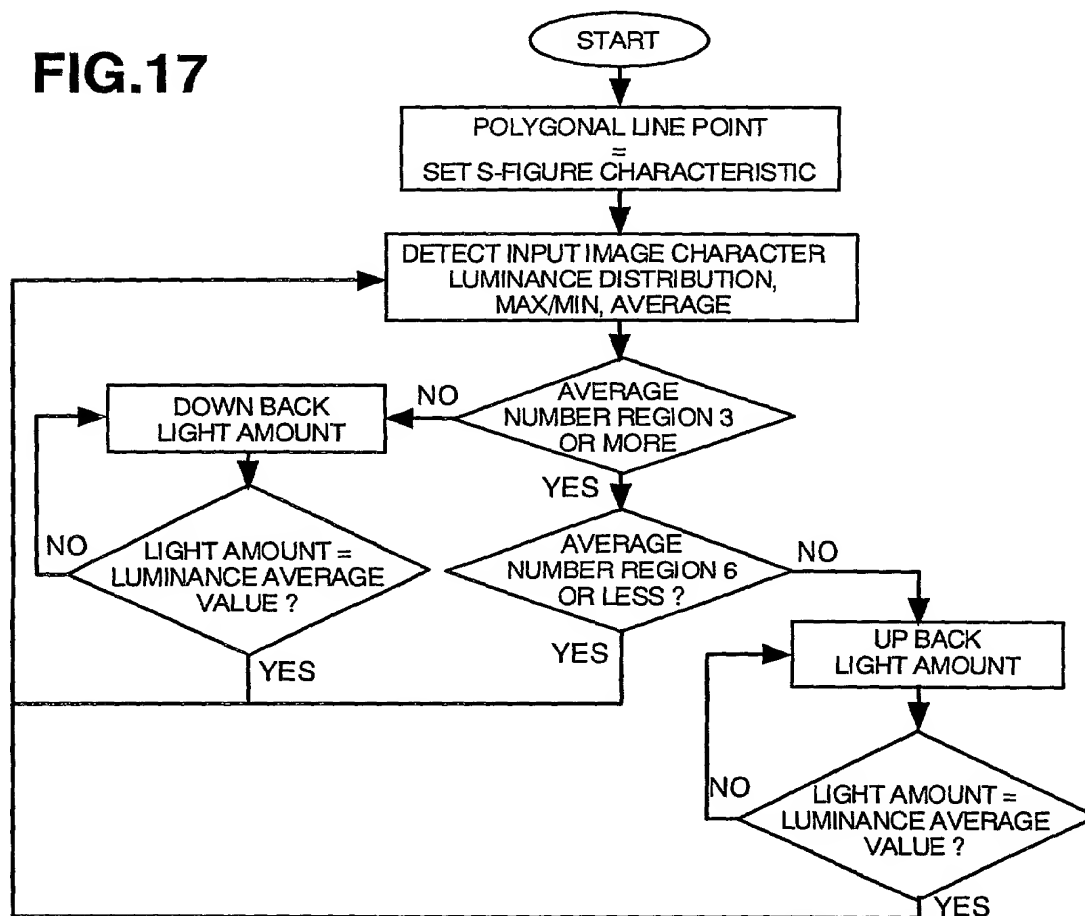 FIG.17
START
POLYGONAL LINE POINT
=
SET S-FIGURE CHARACTERISTIC
DETECT INPUT IMAGE CHARACTER
LUMINANCE DISTRIBUTION,
MAX/MIN, AVERAGE
AVERAGE
NUMBER REGION 3
OR MORE
NO
YES
DOWN BACK
LIGHT AMOUNT
LIGHT AMOUNT =
LUMINANCE AVERAGE
VALUE ?
NO
YES
AVERAGE
NUMBER REGION 6
OR LESS ?
NO
YES
UP BACK
LIGHT AMOUNT
LIGHT AMOUNT =
LUMINANCE AVERAGE
VALUE ?
NO
YES